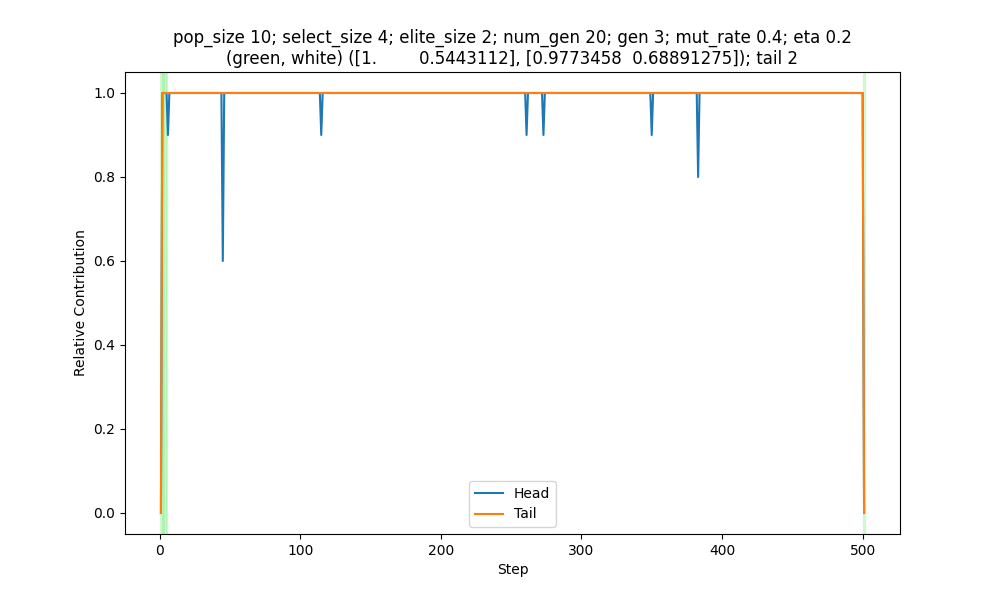 pop_size 10; select_size 4; elite_size 2; num_gen 20; gen 3; mut_rate 0.4; eta 0.2
(green, white) ([1.        0.5443112], [0.9773458  0.68891275]); tail 2
Relative Contribution
1.0
0.8
0.6
0.4
0.2
0.0
Head
Tail
0
100
200
300
400
500
Step